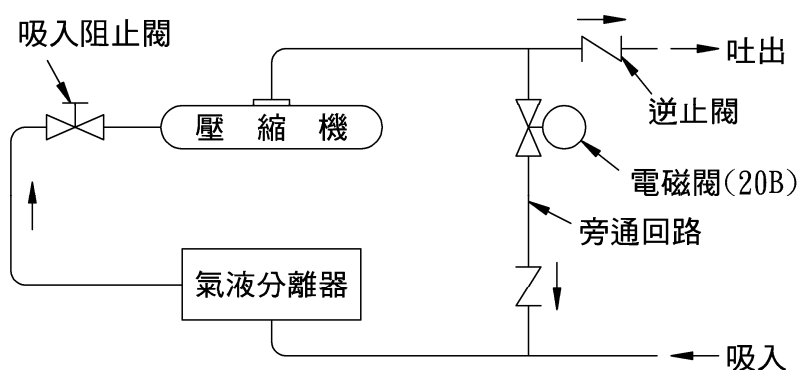 吸入阻止閥
吐出
逆止閥
壓縮機
電磁閥(20B)
旁通回路
氣液分離器
吸入